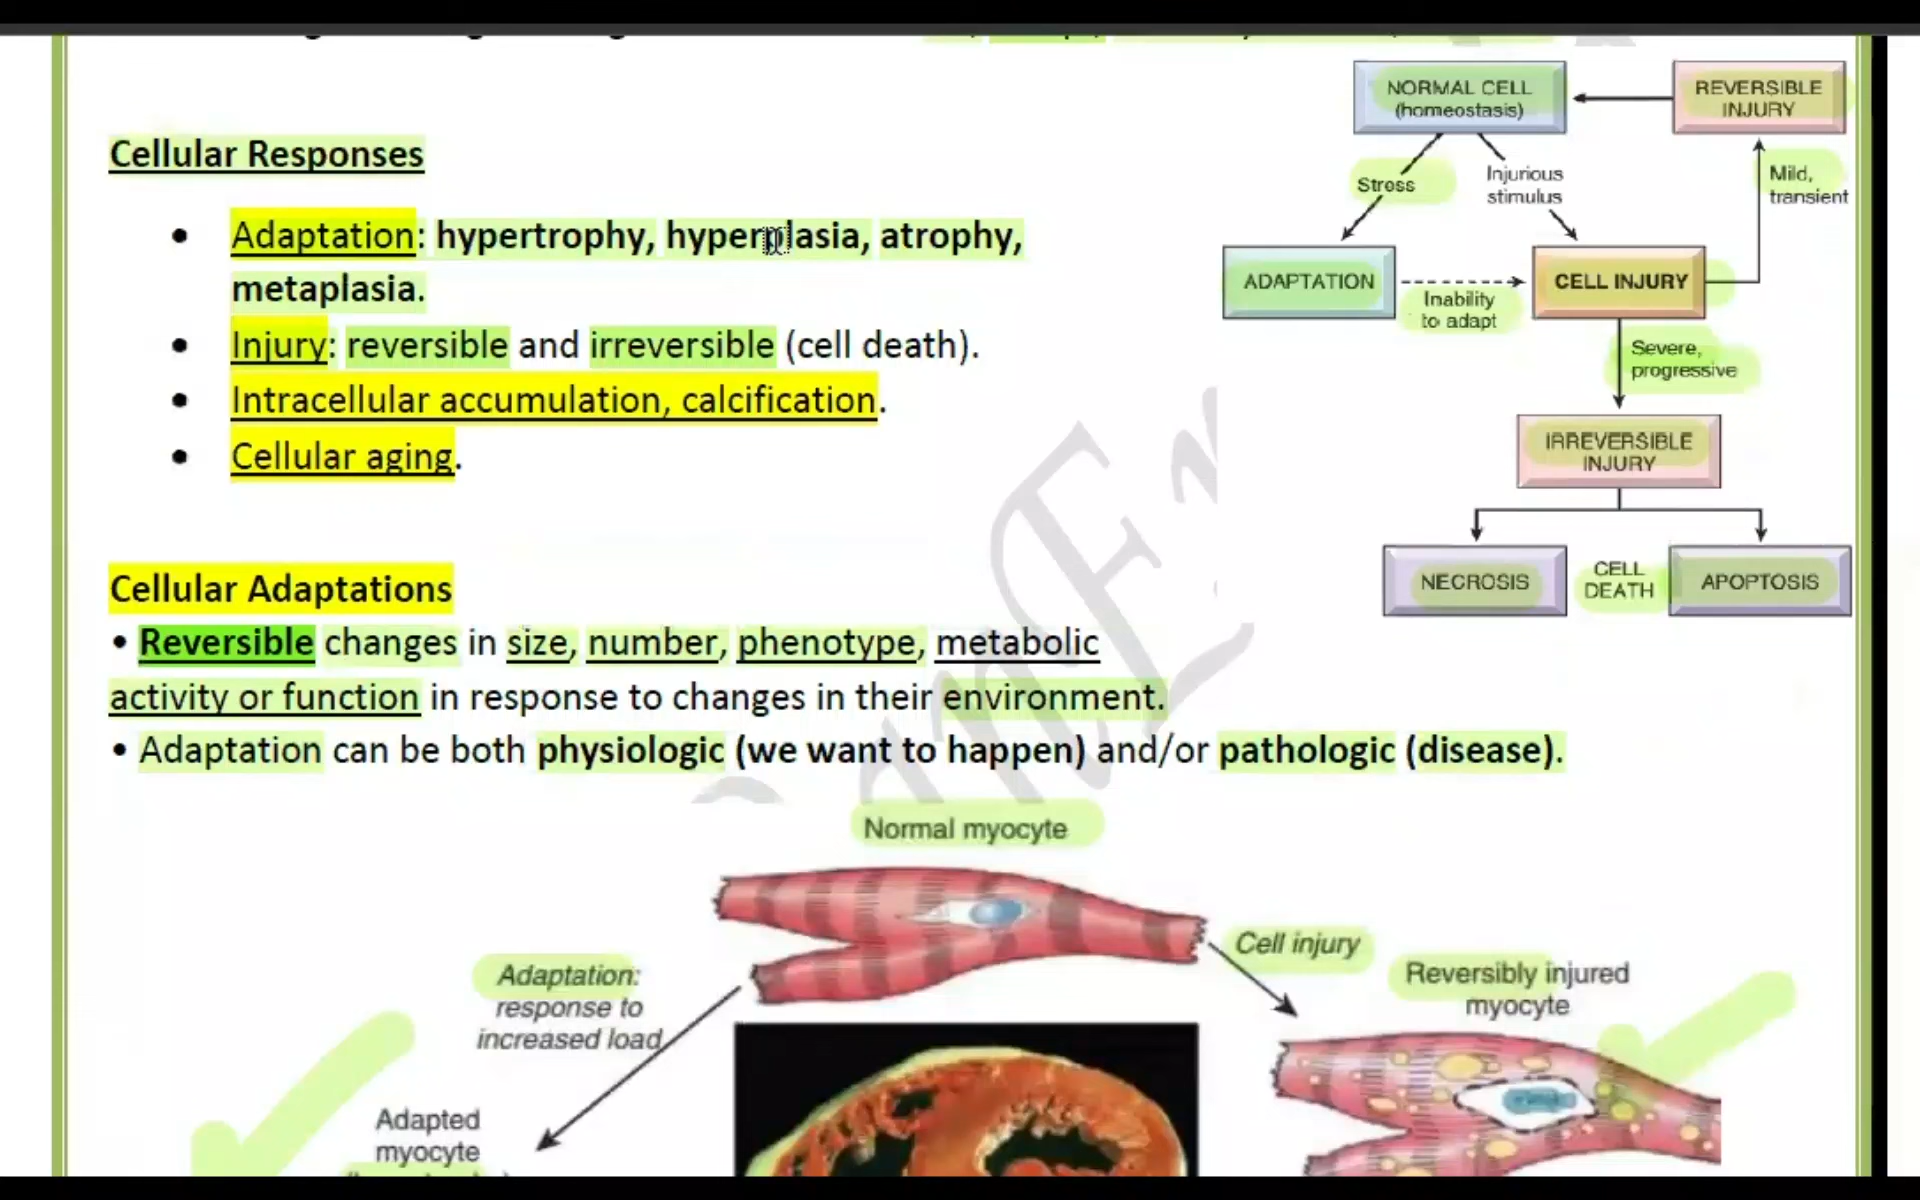 Cellular Responses
• Adaptation: hypertrophy, hyperplasia, atrophy,
metaplasia.
• Injury: reversible and irreversible (cell death).
• Intracellular accumulation, calcification.
• Cellular aging.
NORMAL CELL
(homeostasis)
REVERSIBLE
INJURY
Stress
Injurious
stimulus
Mild,
transient
ADAPTATION
Inability
to adapt
CELL INJURY
Severe,
progressive
IRREVERSIBLE
INJURY
NECROSIS
CELL
DEATH
APOPTOSIS
Cellular Adaptations
• Reversible changes in size, number, phenotype, metabolic
activity or function in response to changes in their environment.
• Adaptation can be both physiologic (we want to happen) and/or pathologic (disease).
Normal myocyte
Adaptation:
response to
increased load
Cell injury
Reversibly injured
myocyte
Adapted
myocyte